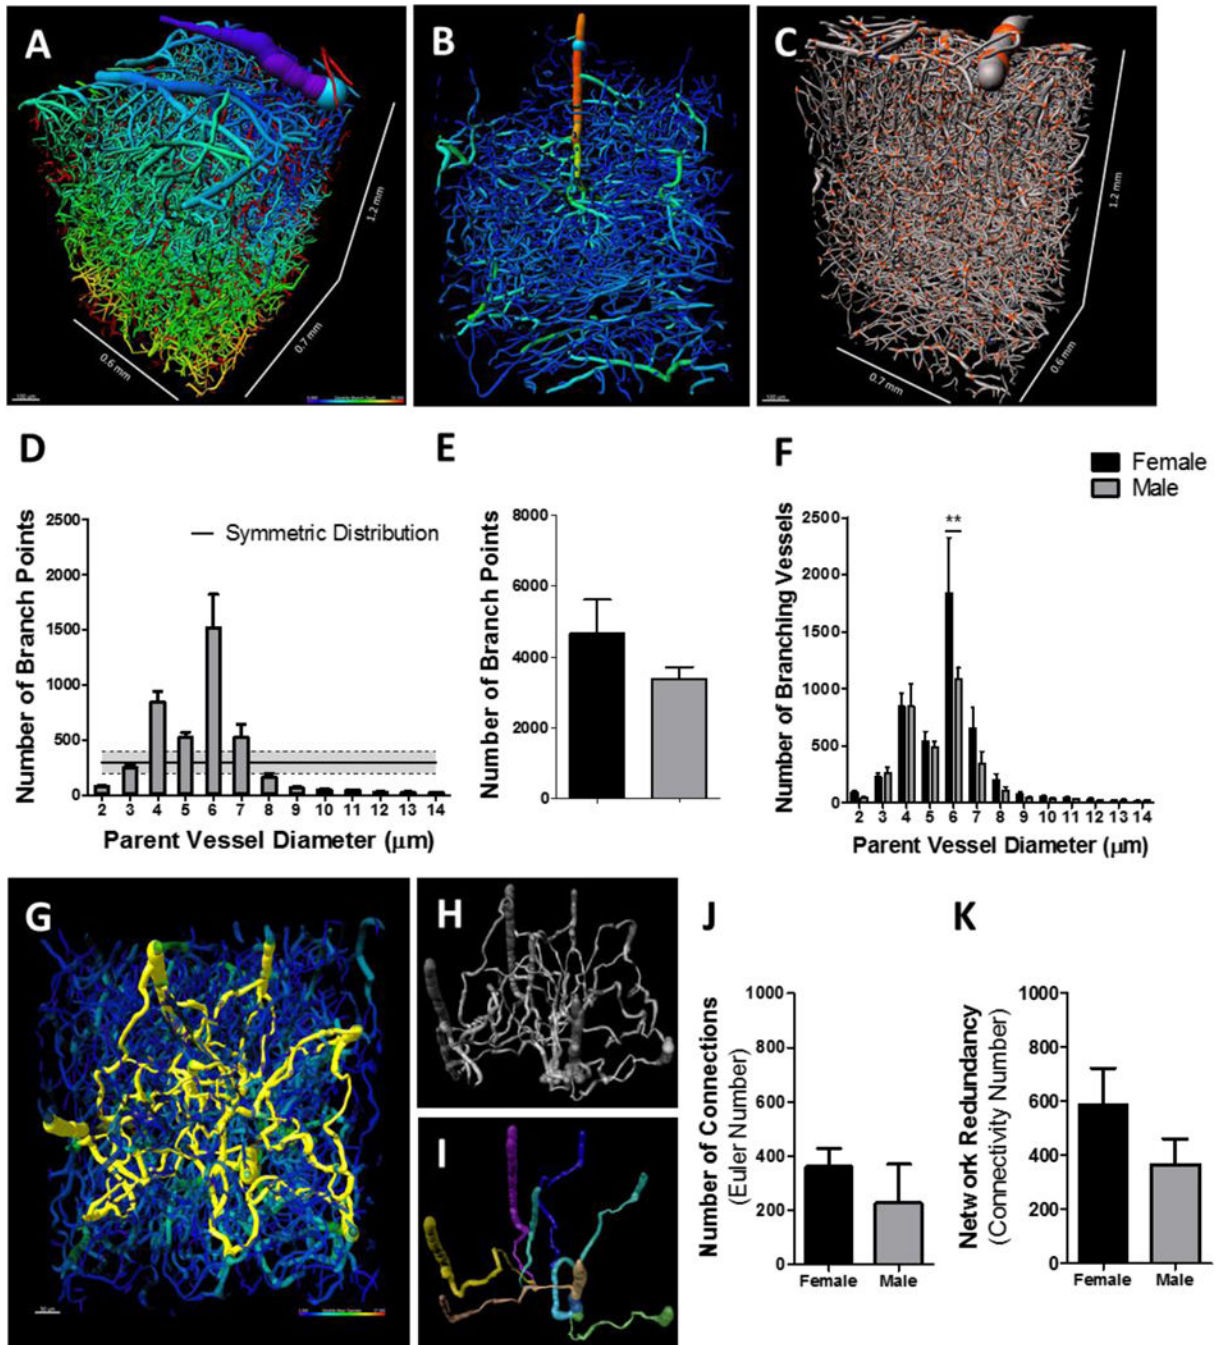 A
1.2 mm
0.6 mm
0.7 mm
100 µm
B
C
1.2 mm
0.7 mm
0.6 mm
100 µm
D
Number of Branch Points
2500
2000
1500
1000
500
0
Symmetric Distribution
2 3 4 5 6 7 8 9 10 11 12 13 14
Parent Vessel Diameter (µm)
E
Number of Branch Points
8000
6000
4000
2000
0
F
Female
Male
Number of Branching Vessels
2500
2000
1500
1000
500
0
**
2 3 4 5 6 7 8 9 10 11 12 13 14
Parent Vessel Diameter (µm)
G
H
I
J
Number of Connections
(Euler Number)
1000
800
600
400
200
0
Female Male
K
Network Redundancy
(Connectivity Number)
1000
800
600
400
200
0
Female Male